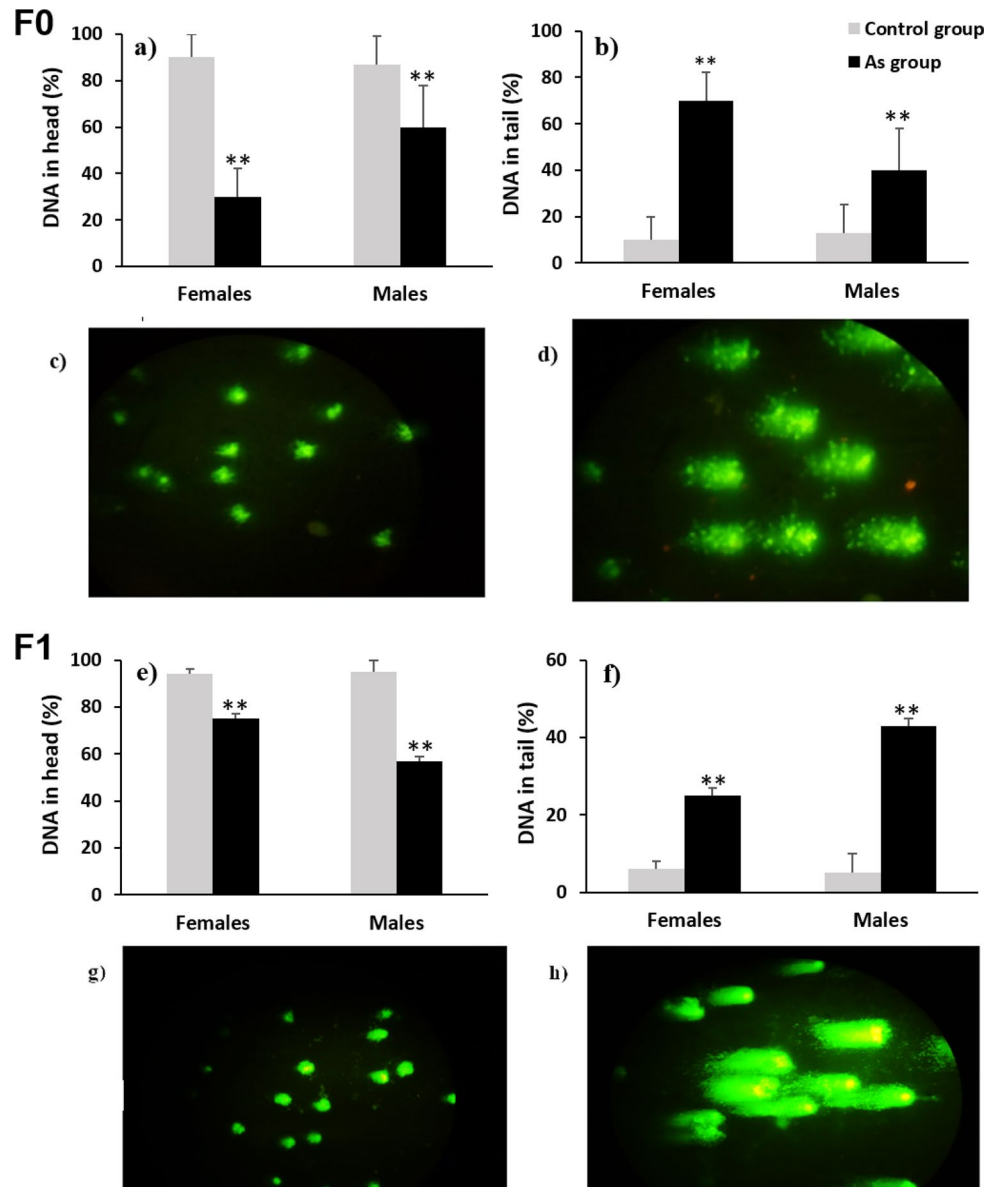 F0
a)
DNA in head (%)
100
80
60
40
20
0
**
**
Females
Males
b)
Control group
As group
DNA in tail (%)
100
80
60
40
20
0
**
**
Females
Males
c)
d)
F1
e)
DNA in head (%)
100
80
60
40
20
0
**
**
Females
Males
f)
DNA in tail (%)
60
40
20
0
**
**
Females
Males
g)
h)